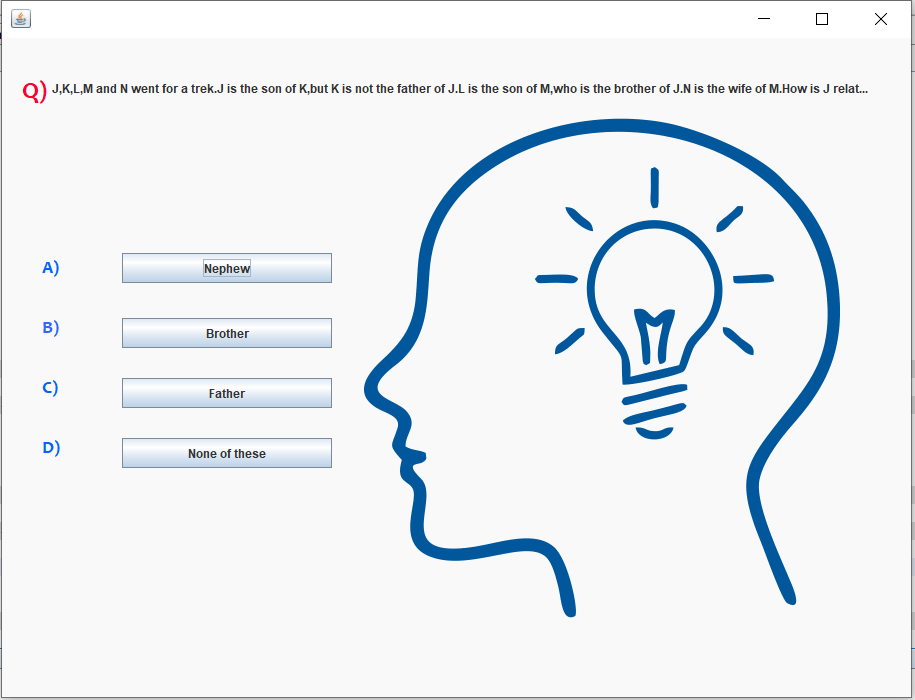 Q) J,K,L,M and N went for a trek.J is the son of K,but K is not the father of J.L is the son of M,who is the brother of J.N is the wife of M.How is J relat...
A) Nephew
B) Brother
C) Father
D) None of these